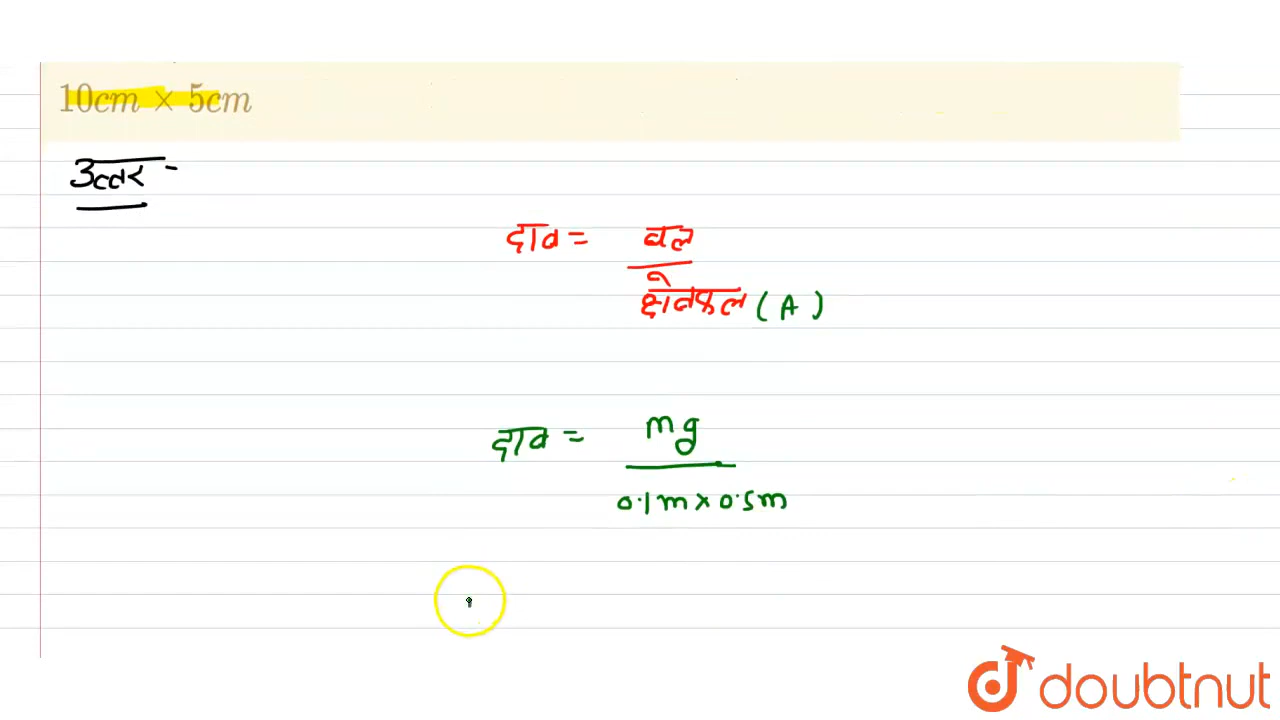 10cm × 5cm
उत्तर -
दाब = बल
क्षेत्रफल (A)
दाब = mg
0.1m × 0.5m
doubtnut